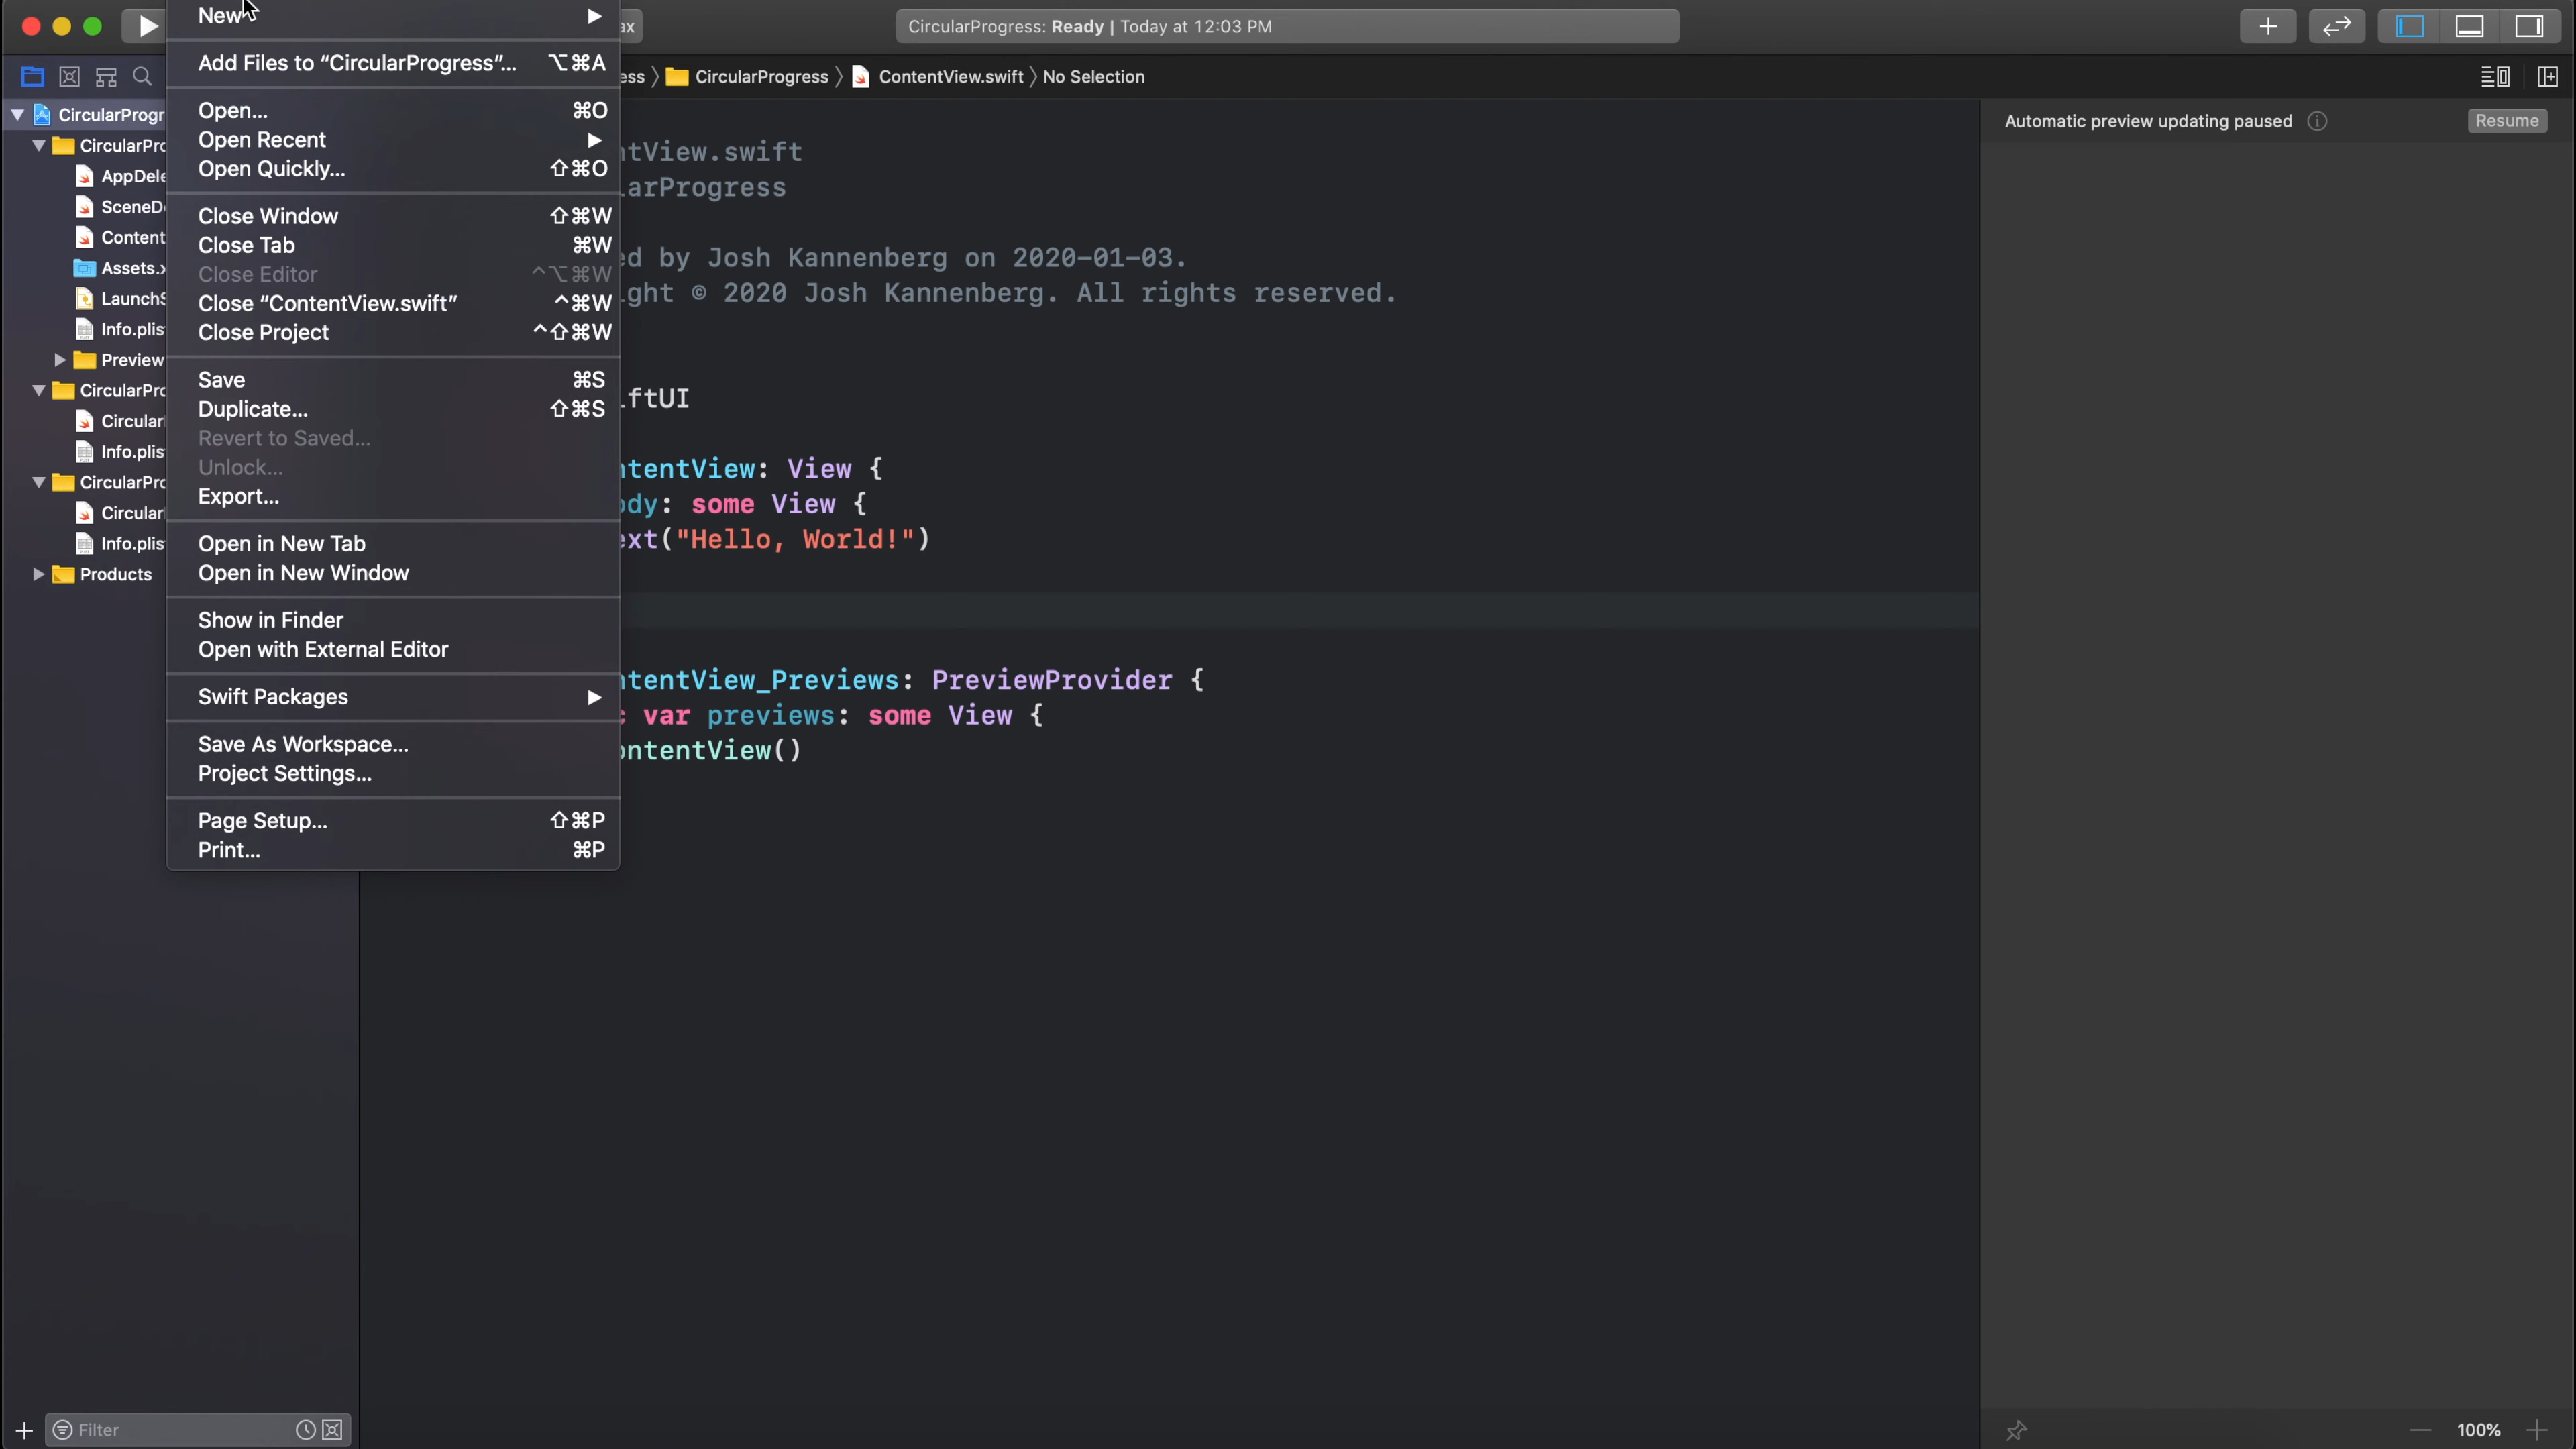 New
CircularProgress: Ready | Today at 12:03 PM
Add Files to “CircularProgress”... ⌥⌘A
CircularProgress 〉 ContentView.swift 〉 No Selection
Open... ⌘O
Open Recent
Open Quickly... ⇧⌘O
Close Window ⇧⌘W
Close Tab ⌘W
Close Editor ^⌥⌘W
Close “ContentView.swift” ^⌘W
Close Project ^⇧⌘W
Save ⌘S
Duplicate... ⇧⌘S
Revert to Saved...
Unlock...
Export...
Open in New Tab
Open in New Window
Show in Finder
Open with External Editor
Swift Packages
Save As Workspace...
Project Settings...
Page Setup... ⇧⌘P
Print... ⌘P
CircularProgr
CircularPro
AppDele
SceneD
Content
Assets.x
LaunchS
Info.plis
Preview
CircularPro
Circular
Info.plis
CircularPro
Circular
Info.plis
Products
Filter
ntView.swift
larProgress
ed by Josh Kannenberg on 2020-01-03.
ight © 2020 Josh Kannenberg. All rights reserved.
iftUI
ntentView: View {
ody: some View {
ext("Hello, World!")
ntentView_Previews: PreviewProvider {
c var previews: some View {
ontentView()
Automatic preview updating paused
Resume
100%